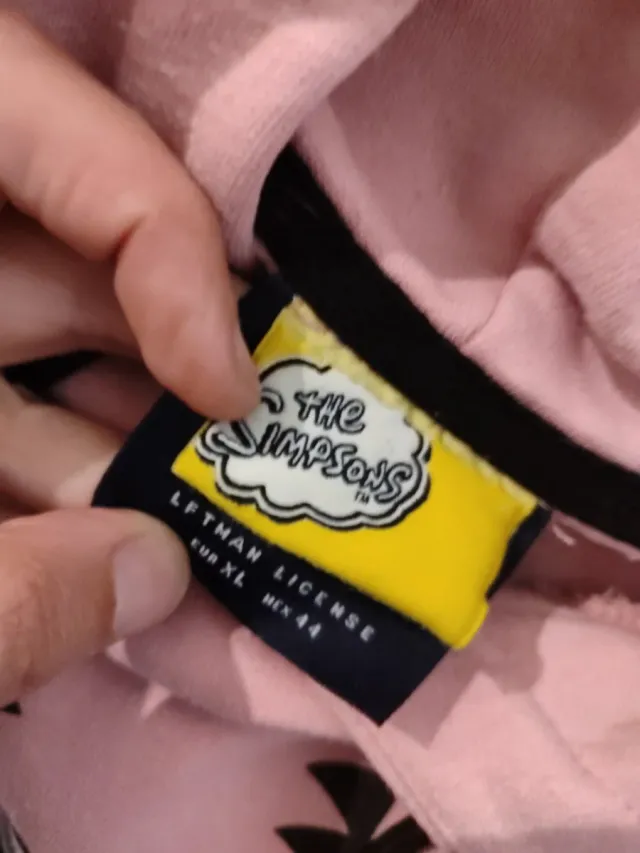 THE
SIMPSONS
TM
LFTMAN LICENSE
EUR XL MEX 44